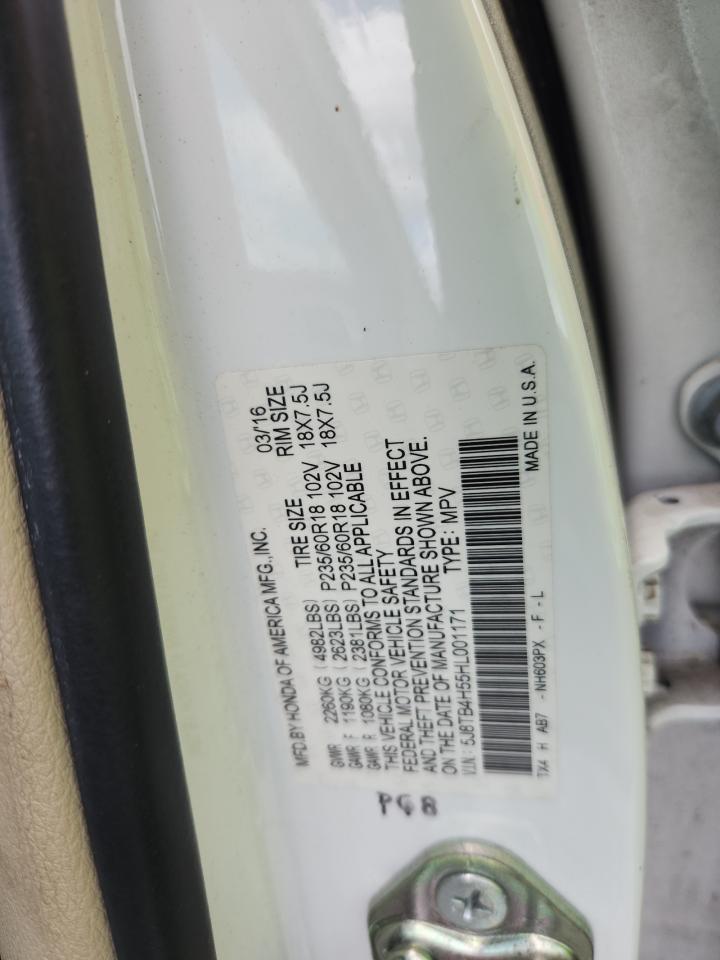 MFD.BY HONDA OF AMERICA MFG.,INC. 03/'16
TIRE SIZE RIM SIZE
GVWR 2260KG (4982LBS) P235/60R18 102V 18X7.5J
GAWR F 1190KG (2623LBS) P235/60R18 102V 18X7.5J
GAWR R 1080KG (2381LBS)
THIS VEHICLE CONFORMS TO ALL APPLICABLE
FEDERAL MOTOR VEHICLE SAFETY
AND THEFT PREVENTION STANDARDS IN EFFECT
ON THE DATE OF MANUFACTURE SHOWN ABOVE.
V.I.N.: 5J8TB4H55HL001171 TYPE: MPV
TX4 H AB7 -NH603PX -F -L MADE IN U.S.A.